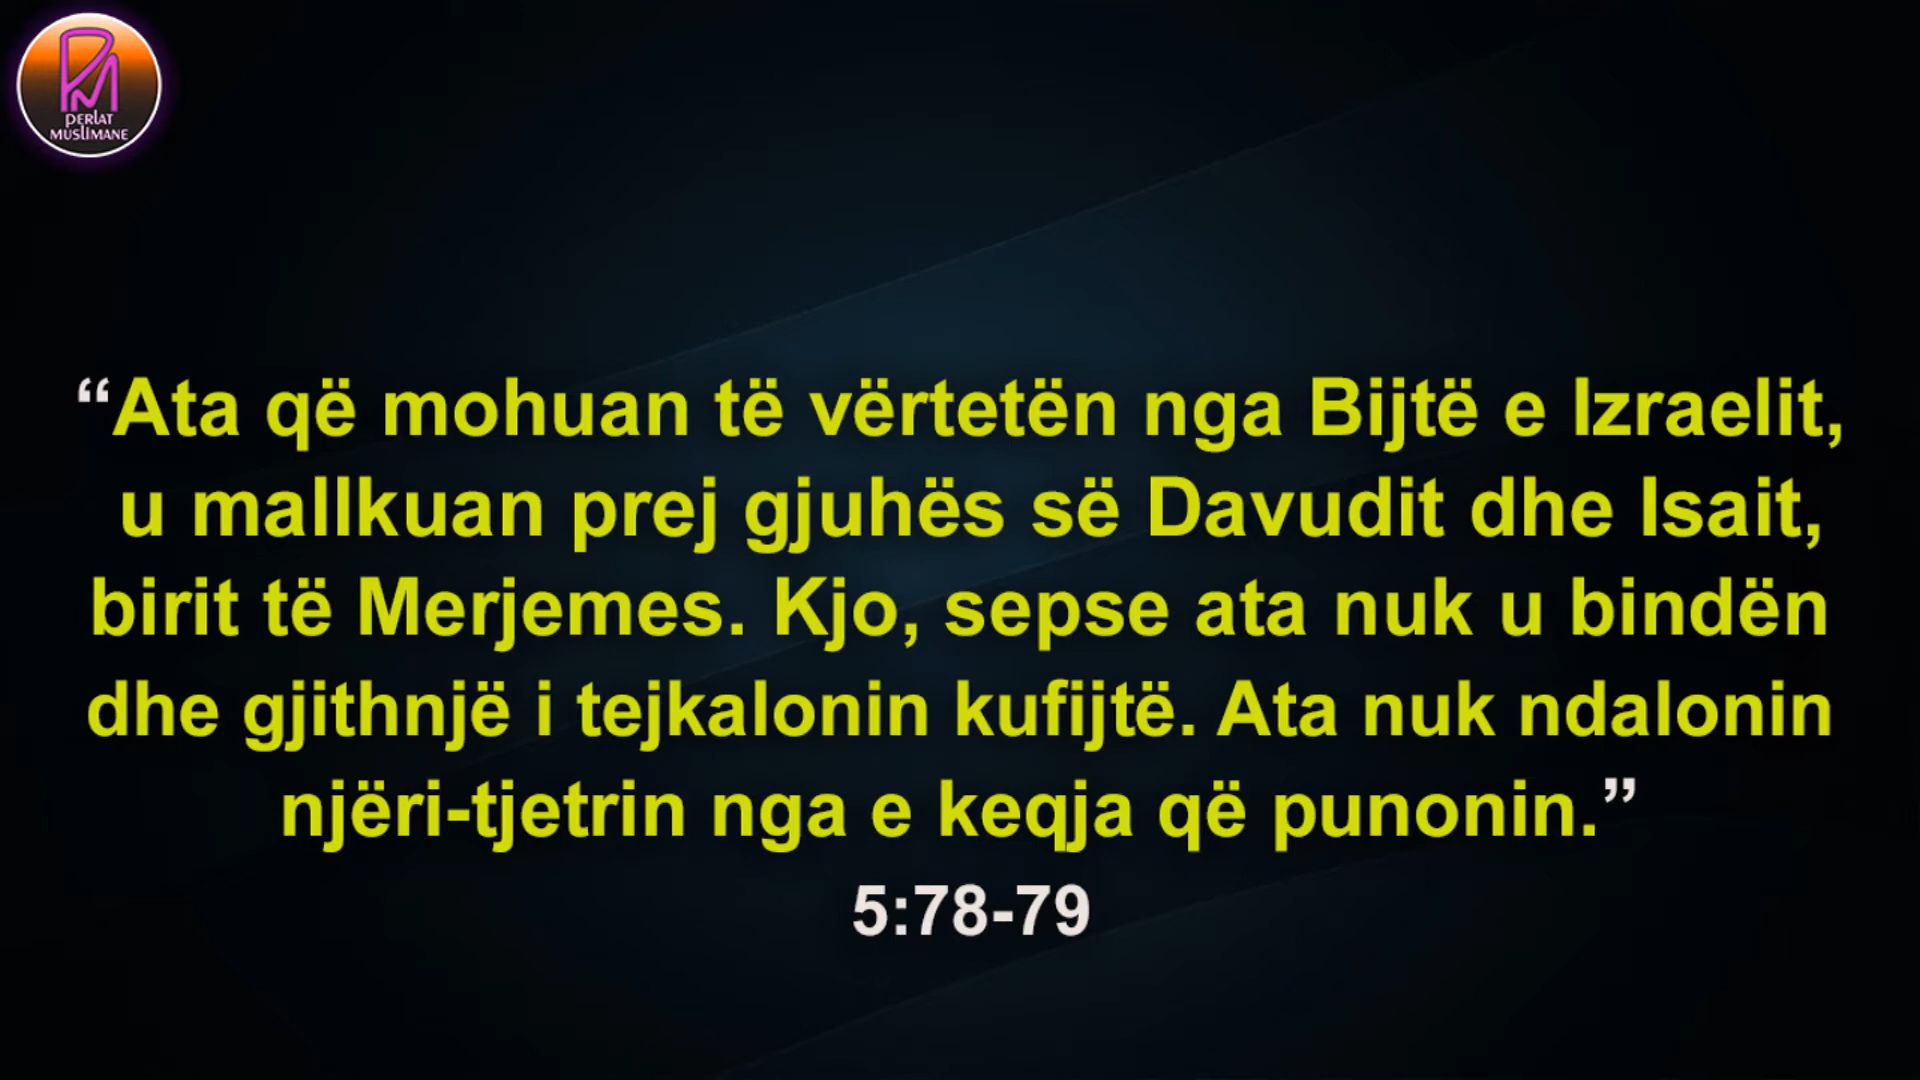 PERLAT
MUSLIMANE
“Ata që mohuan të vërtetën nga Bijtë e Izraelit,
u mallkuan prej gjuhës së Davudit dhe Isait,
birit të Merjemes. Kjo, sepse ata nuk u bindën
dhe gjithnjë i tejkalonin kufijtë. Ata nuk ndalonin
njëri-tjetrin nga e keqja që punonin.”
5:78-79